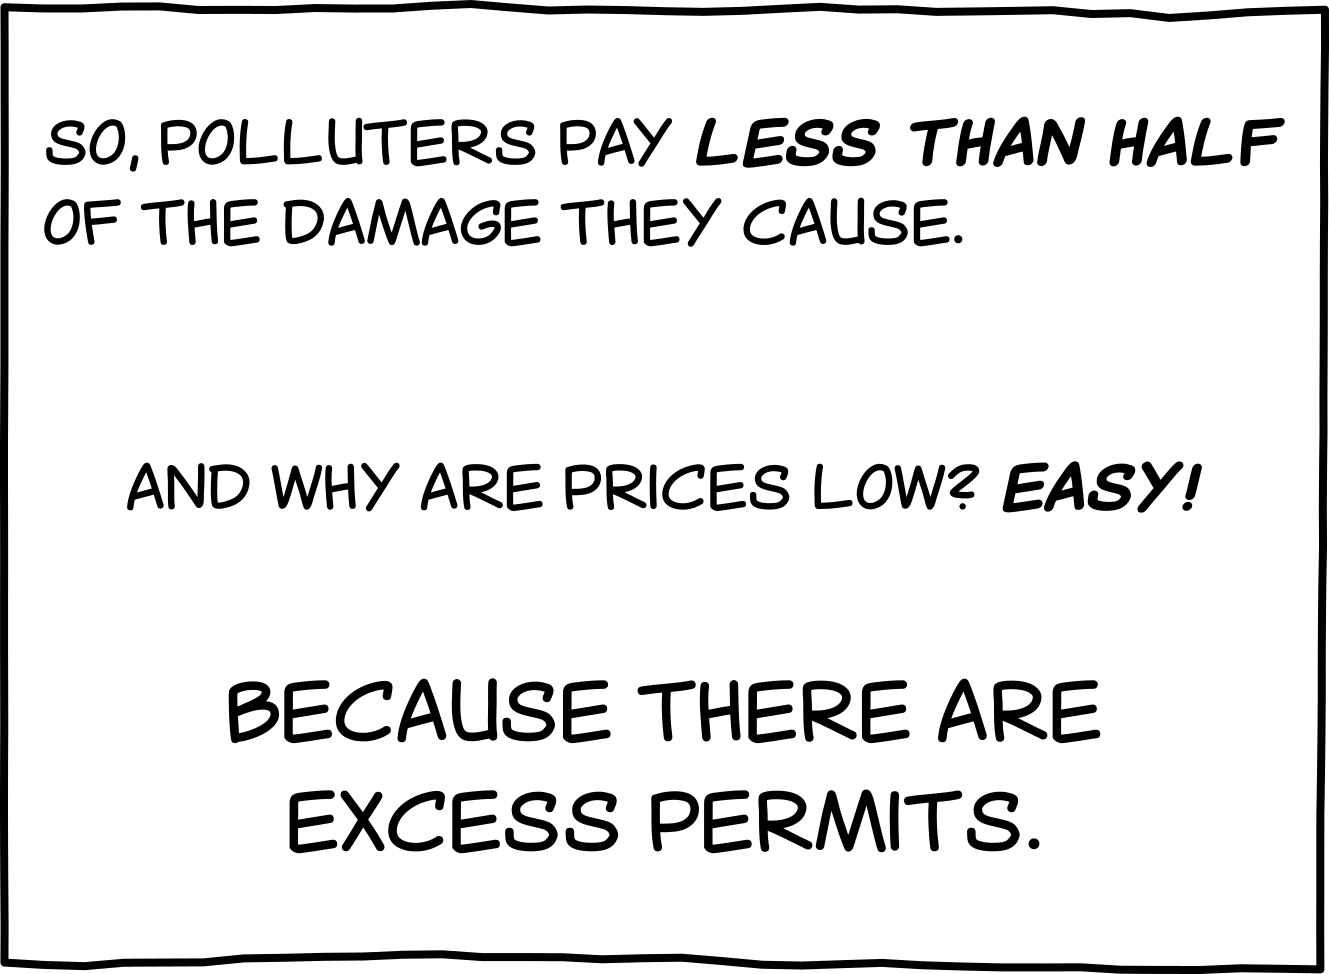 SO, POLLUTERS PAY LESS THAN HALF
OF THE DAMAGE THEY CAUSE.
AND WHY ARE PRICES LOW? EASY!
BECAUSE THERE ARE
EXCESS PERMITS.